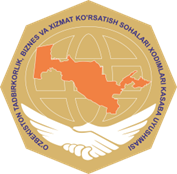 O'ZBEKISTON TADBIRKORLIK, BIZNES VA XIZMAT KO'RSATISH SOHALARI XODIMLARI KASABA UYUSHMASI